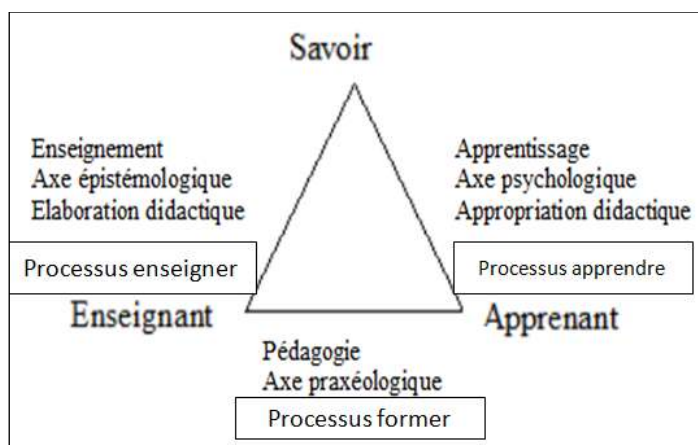 Savoir
Enseignement
Axe épistémologique
Elaboration didactique
Processus enseigner
Enseignant
Apprentissage
Axe psychologique
Appropriation didactique
Processus apprendre
Apprenant
Pédagogie
Axe praxéologique
Processus former